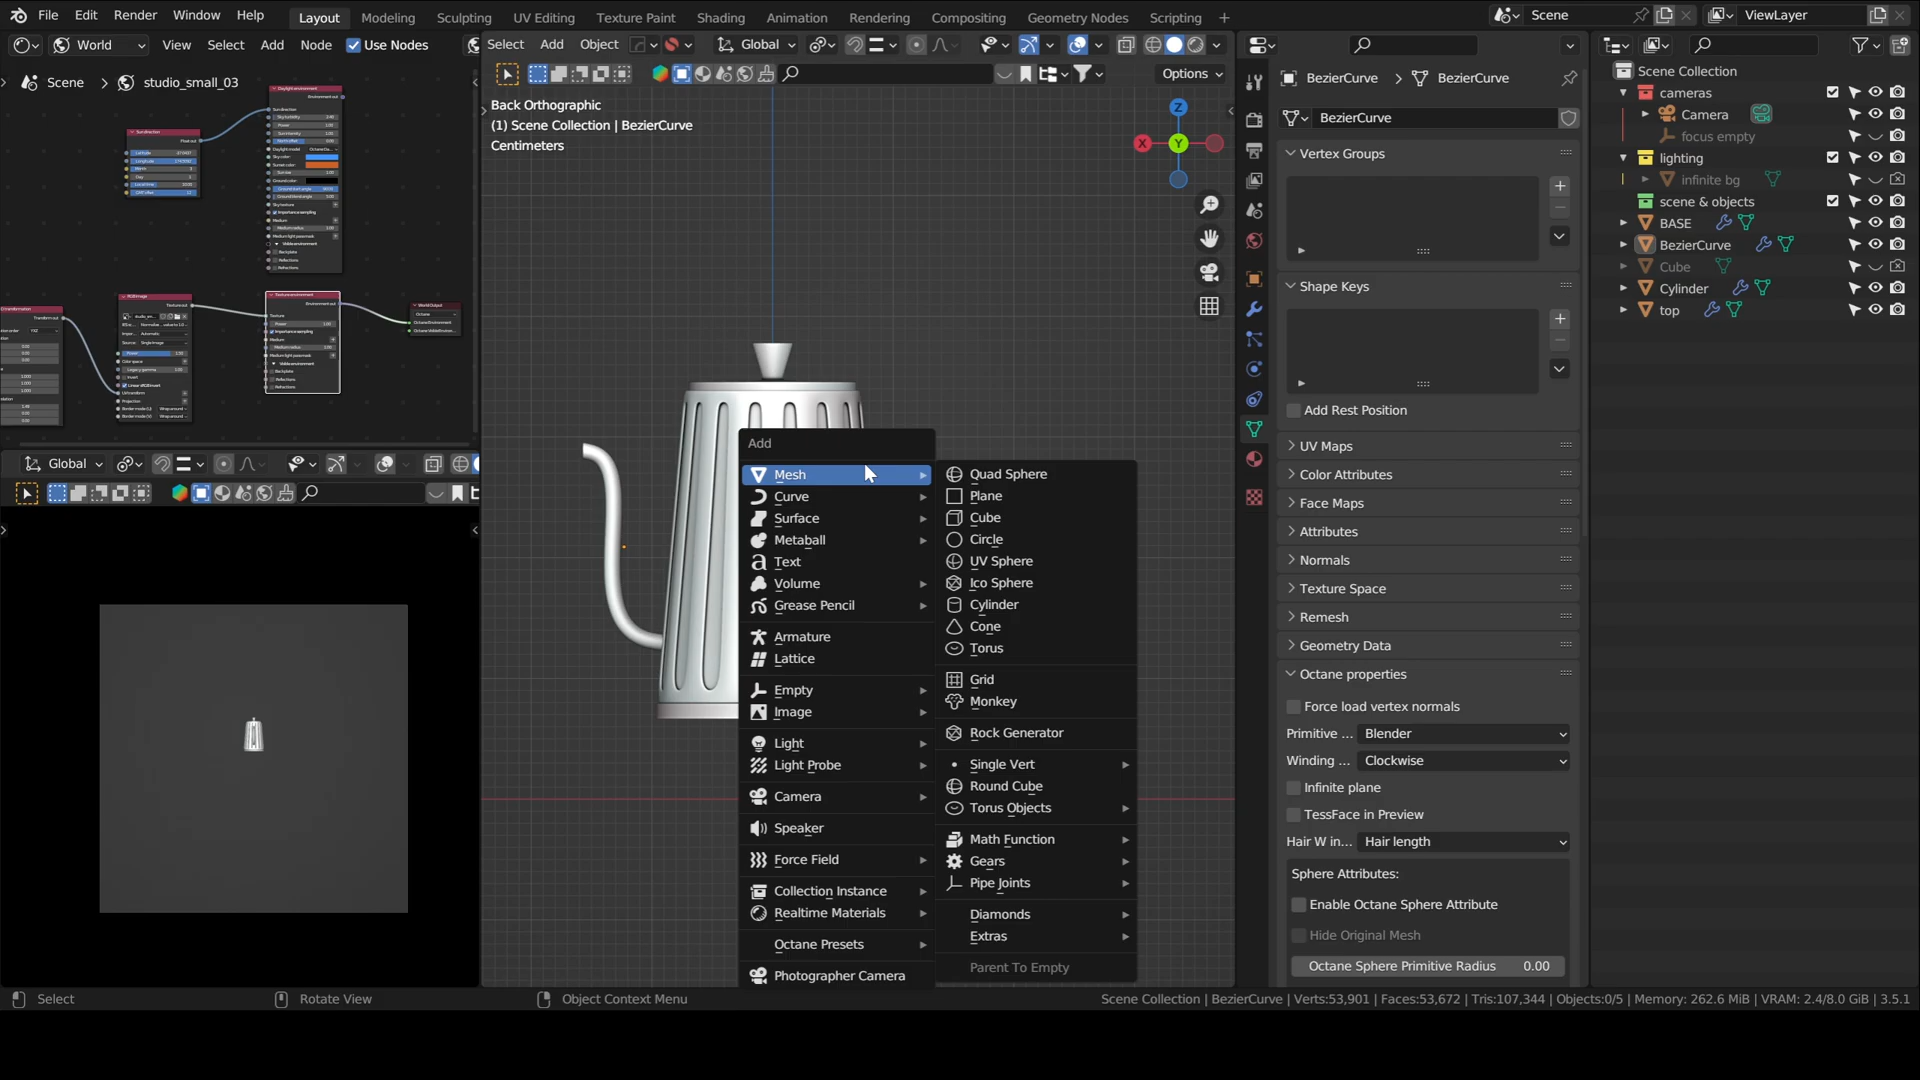 File Edit Render Window Help Layout Modeling Sculpting UV Editing Texture Paint Shading Animation Rendering Compositing Geometry Nodes Scripting + Scene ViewLayer
World View Select Add Node Use Nodes
Scene > studio_small_03
Select Add Object Global
Options
Back Orthographic
(1) Scene Collection | BezierCurve
Centimeters
Z
X
Y
Global
Add
Mesh
Curve
Surface
Metaball
Text
Volume
Grease Pencil
Armature
Lattice
Empty
Image
Light
Light Probe
Camera
Speaker
Force Field
Collection Instance
Realtime Materials
Octane Presets
Photographer Camera
Quad Sphere
Plane
Cube
Circle
UV Sphere
Ico Sphere
Cylinder
Cone
Torus
Grid
Monkey
Rock Generator
Single Vert
Round Cube
Torus Objects
Math Function
Gears
Pipe Joints
Diamonds
Extras
Parent To Empty
BezierCurve > BezierCurve
BezierCurve
Vertex Groups
Shape Keys
Add Rest Position
UV Maps
Color Attributes
Face Maps
Attributes
Normals
Texture Space
Remesh
Geometry Data
Octane properties
Force load vertex normals
Primitive ... Blender
Winding ... Clockwise
Infinite plane
TessFace in Preview
Hair W in... Hair length
Sphere Attributes:
Enable Octane Sphere Attribute
Hide Original Mesh
Octane Sphere Primitive Radius 0.00
Scene Collection
cameras
Camera
focus empty
lighting
infinite bg
scene & objects
BASE
BezierCurve
Cube
Cylinder
top
Select Rotate View Object Context Menu
Scene Collection | BezierCurve | Verts:53,901 | Faces:53,672 | Tris:107,344 | Objects:0/5 | Memory: 262.6 MiB | VRAM: 2.4/8.0 GiB | 3.5.1